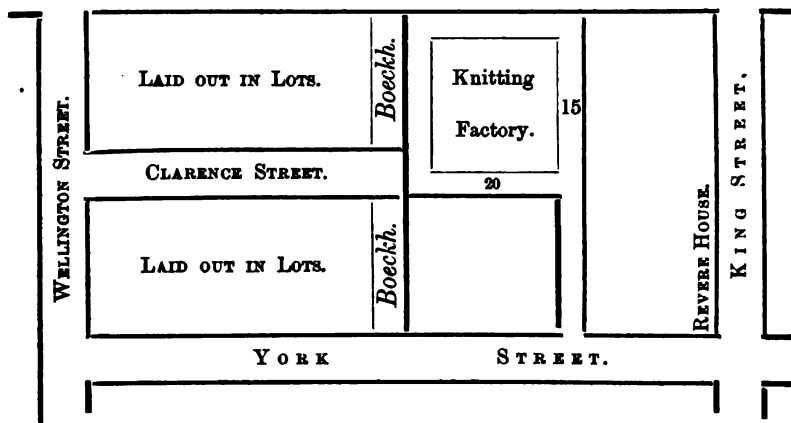 LAID OUT IN LOTS.
Boeckh.
Knitting
Factory.
15
WELLINGTON STREET.
CLARENCE STREET.
20
KING STREET.
REVERE HOUSE.
LAID OUT IN LOTS.
Boeckh.
YORK STREET.